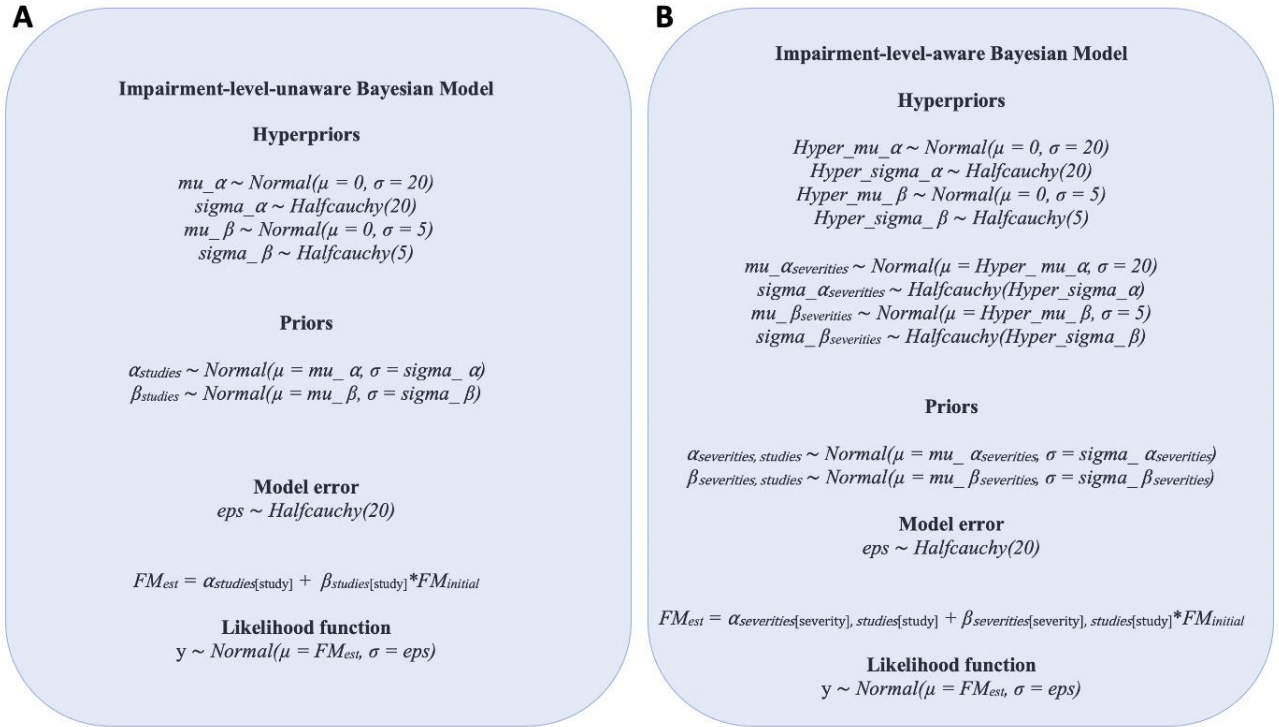 A
Impairment-level-unaware Bayesian Model
Hyperpriors
mu_α ~ Normal(μ = 0, σ = 20)
sigma_α ~ Halfcauchy(20)
mu_β ~ Normal(μ = 0, σ = 5)
sigma_β ~ Halfcauchy(5)
Priors
αstudies ~ Normal(μ = mu_α, σ = sigma_α)
βstudies ~ Normal(μ = mu_β, σ = sigma_β)
Model error
eps ~ Halfcauchy(20)
FMest = αstudies[study] + βstudies[study]*FMinitial
Likelihood function
y ~ Normal(μ = FMest, σ = eps)
B
Impairment-level-aware Bayesian Model
Hyperpriors
Hyper_mu_α ~ Normal(μ = 0, σ = 20)
Hyper_sigma_α ~ Halfcauchy(20)
Hyper_mu_β ~ Normal(μ = 0, σ = 5)
Hyper_sigma_β ~ Halfcauchy(5)
mu_αseverities ~ Normal(μ = Hyper_mu_α, σ = 20)
sigma_αseverities ~ Halfcauchy(Hyper_sigma_α)
mu_βseverities ~ Normal(μ = Hyper_mu_β, σ = 5)
sigma_βseverities ~ Halfcauchy(Hyper_sigma_β)
Priors
αseverities, studies ~ Normal(μ = mu_αseverities, σ = sigma_αseverities)
βseverities, studies ~ Normal(μ = mu_βseverities, σ = sigma_βseverities)
Model error
eps ~ Halfcauchy(20)
FMest = αseverities[severity], studies[study] + βseverities[severity], studies[study]*FMinitial
Likelihood function
y ~ Normal(μ = FMest, σ = eps)